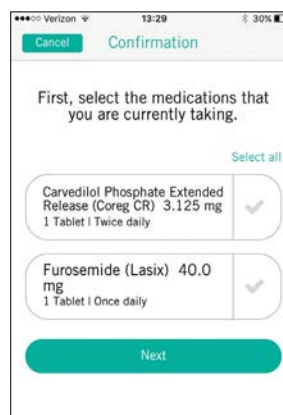 Verizon 13:29 30%
Cancel Confirmation
First, select the medications that
you are currently taking.
Select all
Carvedilol Phosphate Extended
Release (Coreg CR) 3.125 mg
1 Tablet | Twice daily
Furosemide (Lasix) 40.0
mg
1 Tablet | Once daily
Next